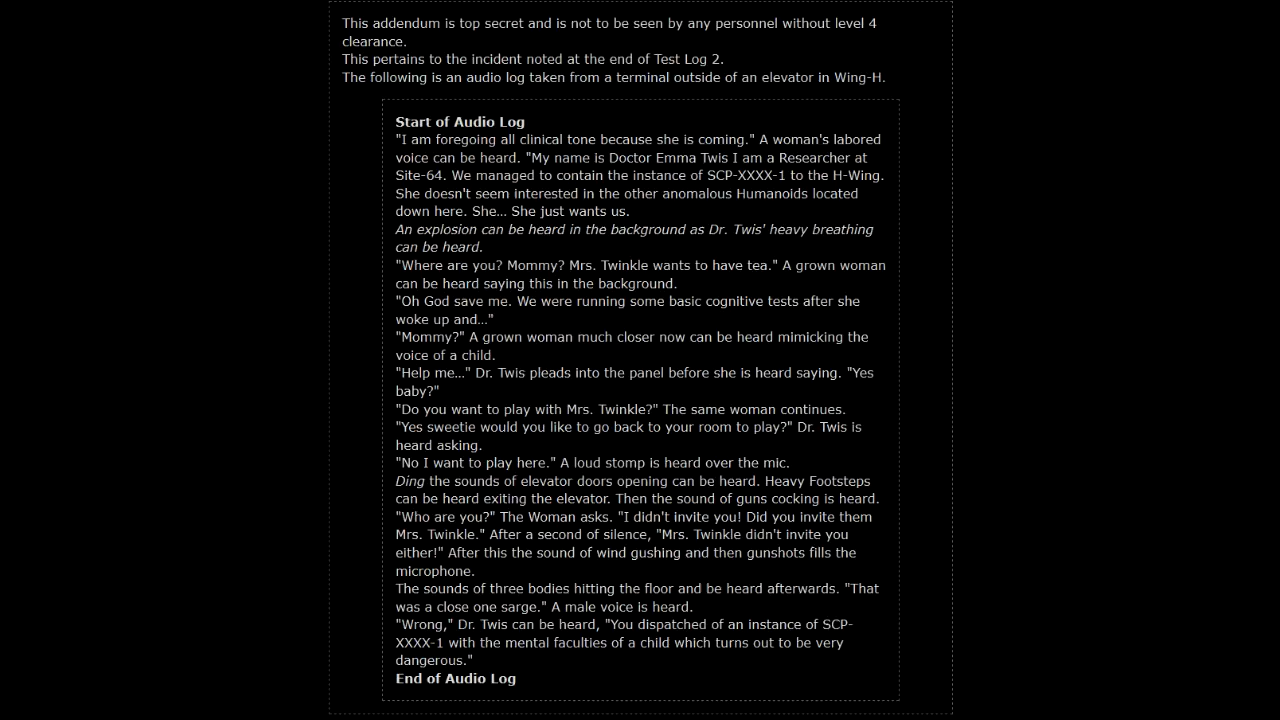 This addendum is top secret and is not to be seen by any personnel without level 4
clearance.
This pertains to the incident noted at the end of Test Log 2.
The following is an audio log taken from a terminal outside of an elevator in Wing-H.
Start of Audio Log
"I am foregoing all clinical tone because she is coming." A woman's labored
voice can be heard. "My name is Doctor Emma Twis I am a Researcher at
Site-64. We managed to contain the instance of SCP-XXXX-1 to the H-Wing.
She doesn't seem interested in the other anomalous Humanoids located
down here. She... She just wants us.
An explosion can be heard in the background as Dr. Twis' heavy breathing
can be heard.
"Where are you? Mommy? Mrs. Twinkle wants to have tea." A grown woman
can be heard saying this in the background.
"Oh God save me. We were running some basic cognitive tests after she
woke up and..."
"Mommy?" A grown woman much closer now can be heard mimicking the
voice of a child.
"Help me..." Dr. Twis pleads into the panel before she is heard saying. "Yes
baby?"
"Do you want to play with Mrs. Twinkle?" The same woman continues.
"Yes sweetie would you like to go back to your room to play?" Dr. Twis is
heard asking.
"No I want to play here." A loud stomp is heard over the mic.
Ding the sounds of elevator doors opening can be heard. Heavy Footsteps
can be heard exiting the elevator. Then the sound of guns cocking is heard.
"Who are you?" The Woman asks. "I didn't invite you! Did you invite them
Mrs. Twinkle." After a second of silence, "Mrs. Twinkle didn't invite you
either!" After this the sound of wind gushing and then gunshots fills the
microphone.
The sounds of three bodies hitting the floor and be heard afterwards. "That
was a close one sarge." A male voice is heard.
"Wrong," Dr. Twis can be heard, "You dispatched of an instance of SCP-
XXXX-1 with the mental faculties of a child which turns out to be very
dangerous."
End of Audio Log